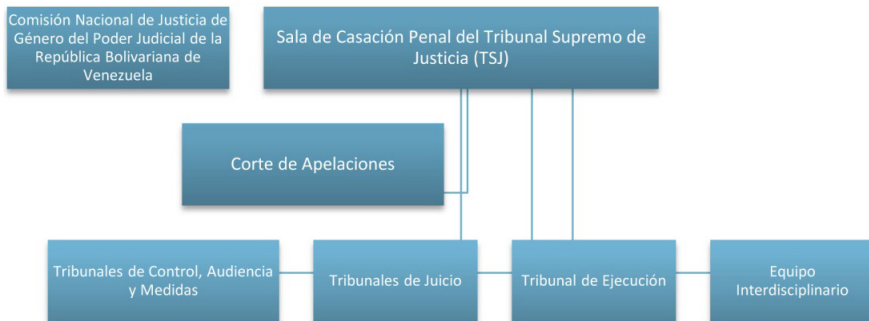 Comisión Nacional de Justicia de
Género del Poder Judicial de la
República Bolivariana de
Venezuela
Sala de Casación Penal del Tribunal Supremo de
Justicia (TSJ)
Corte de Apelaciones
Tribunales de Control, Audiencia
y Medidas
Tribunales de Juicio
Tribunal de Ejecución
Equipo
Interdisciplinario